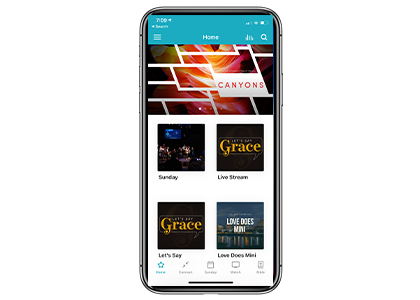 7:09
Search
Home
CANYONS
LET'S SAY
Grace
Sunday
Live Stream
LET'S SAY
Grace
LOVE DOES
MINI
Let's Say
Love Does Mini
Home
Connect
Sunday
Watch
Bible